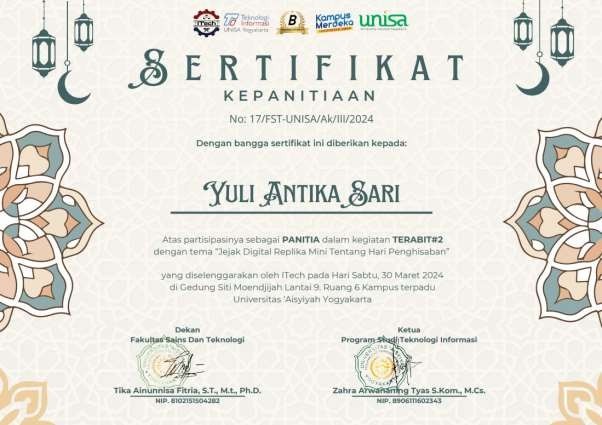 ITech
Teknologi
Informasi
UNISA Yogyakarta
B
Kampus
Merdeka
unisa
SERTIFIKAT
KEPANITIAAN
No: 17/FST-UNISA/Ak/III/2024
Dengan bangga sertifikat ini diberikan kepada:
YULI ANTIKA SARI
Atas partisipasinya sebagai PANITIA dalam kegiatan TERABIT#2
dengan tema "Jejak Digital Replika Mini Tentang Hari Penghisaban"
yang diselenggarakan oleh ITech pada Hari Sabtu, 30 Maret 2024
di Gedung Siti Moendjijah Lantai 9. Ruang 6 Kampus terpadu
Universitas 'Aisyiyah Yogyakarta
Dekan
Fakultas Sains Dan Teknologi
Tika Ainunnisa Fitria, S.T., M.t., Ph.D.
NIP. 8102151504282
Ketua
Program Studi Teknologi Informasi
Zahra Arwananing Tyas S.Kom., M.Cs.
NIP. 8906111602343